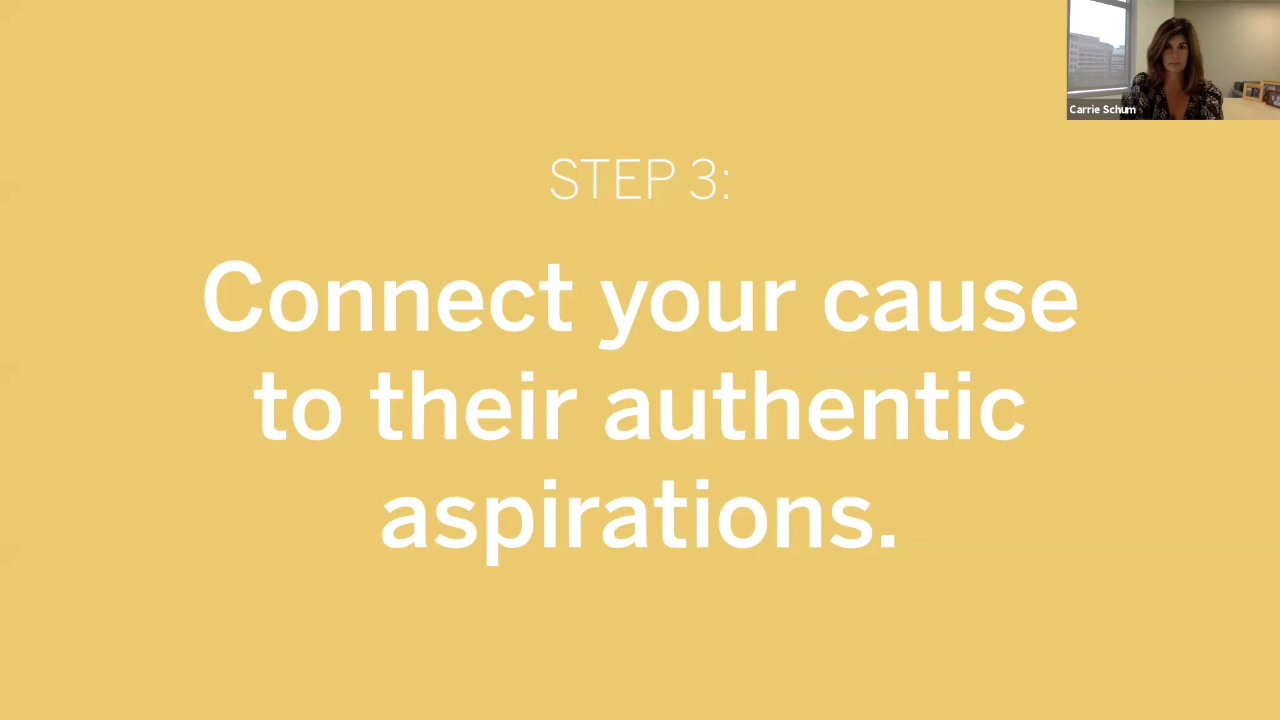 Carrie Schum
STEP 3:
Connect your cause
to their authentic
aspirations.